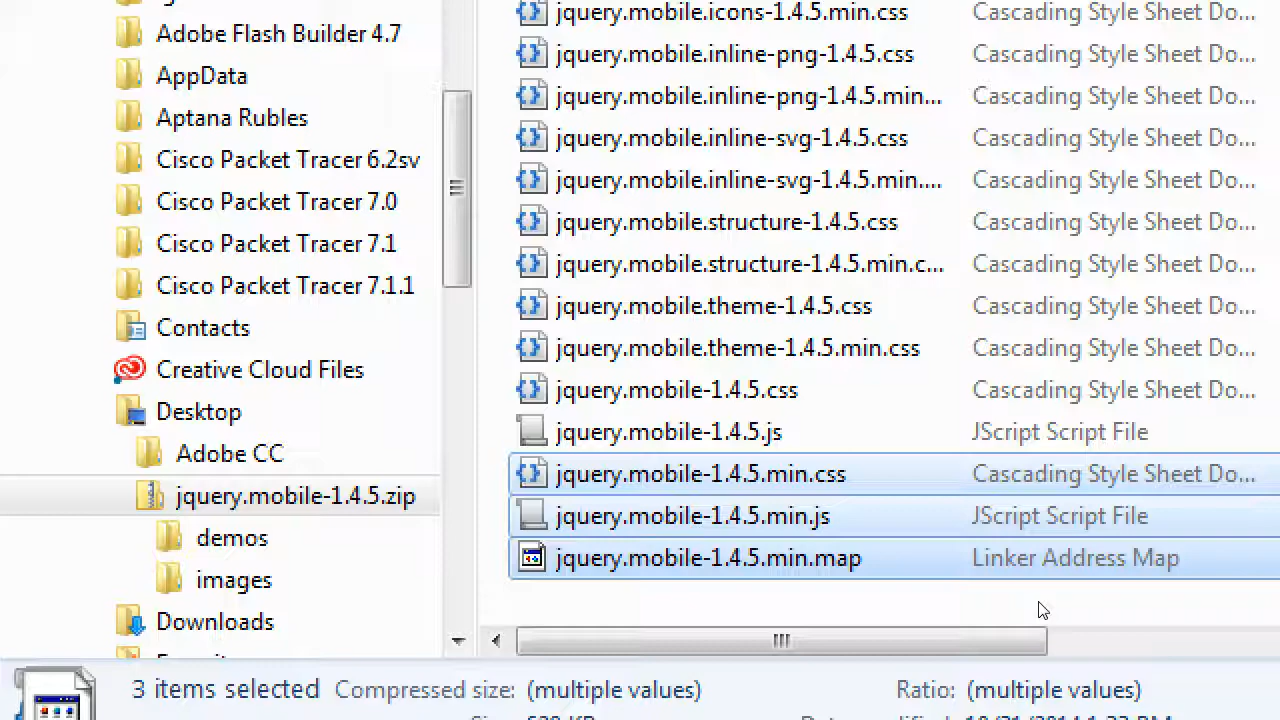 Adobe Flash Builder 4.7
AppData
Aptana Rubles
Cisco Packet Tracer 6.2sv
Cisco Packet Tracer 7.0
Cisco Packet Tracer 7.1
Cisco Packet Tracer 7.1.1
Contacts
Creative Cloud Files
Desktop
Adobe CC
jquery.mobile-1.4.5.zip
demos
images
Downloads
jquery.mobile.icons-1.4.5.min.css Cascading Style Sheet Do...
jquery.mobile.inline-png-1.4.5.css Cascading Style Sheet Do...
jquery.mobile.inline-png-1.4.5.min... Cascading Style Sheet Do...
jquery.mobile.inline-svg-1.4.5.css Cascading Style Sheet Do...
jquery.mobile.inline-svg-1.4.5.min.... Cascading Style Sheet Do...
jquery.mobile.structure-1.4.5.css Cascading Style Sheet Do...
jquery.mobile.structure-1.4.5.min.c... Cascading Style Sheet Do...
jquery.mobile.theme-1.4.5.css Cascading Style Sheet Do...
jquery.mobile.theme-1.4.5.min.css Cascading Style Sheet Do...
jquery.mobile-1.4.5.css Cascading Style Sheet Do...
jquery.mobile-1.4.5.js JScript Script File
jquery.mobile-1.4.5.min.css Cascading Style Sheet Do...
jquery.mobile-1.4.5.min.js JScript Script File
jquery.mobile-1.4.5.min.map Linker Address Map
3 items selected Compressed size: (multiple values) Ratio: (multiple values)